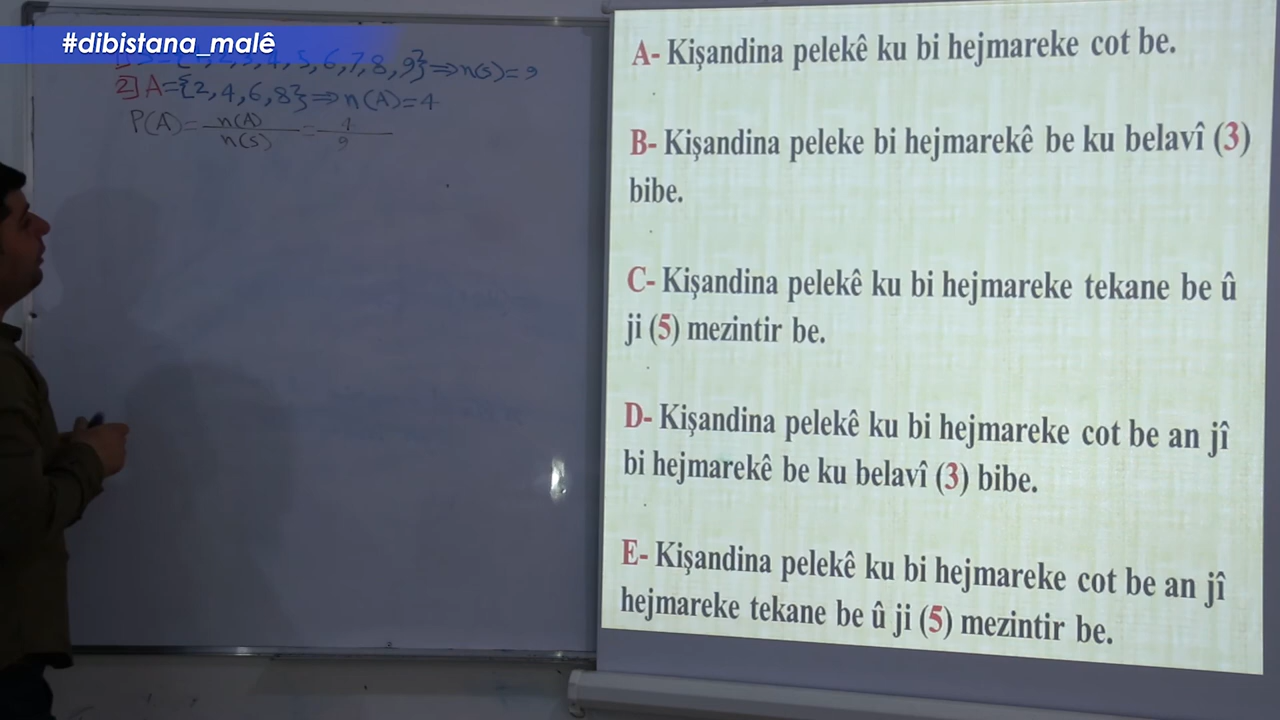 #dibistana_malê
1) S={1,2,3,4,5,6,7,8,9}⇒n(s)=9
2] A={2,4,6,8}⇒n(A)=4
P(A)=n(A)/n(s)=4/9
A- Kişandina pelekê ku bi hejmareke cot be.
B- Kişandina peleke bi hejmarekê be ku belavî (3)
bibe.
C- Kişandina pelekê ku bi hejmareke tekane be û
ji (5) mezintir be.
D- Kişandina pelekê ku bi hejmareke cot be an jî
bi hejmarekê be ku belavî (3) bibe.
E- Kişandina pelekê ku bi hejmareke cot be an jî
hejmareke tekane be û ji (5) mezintir be.